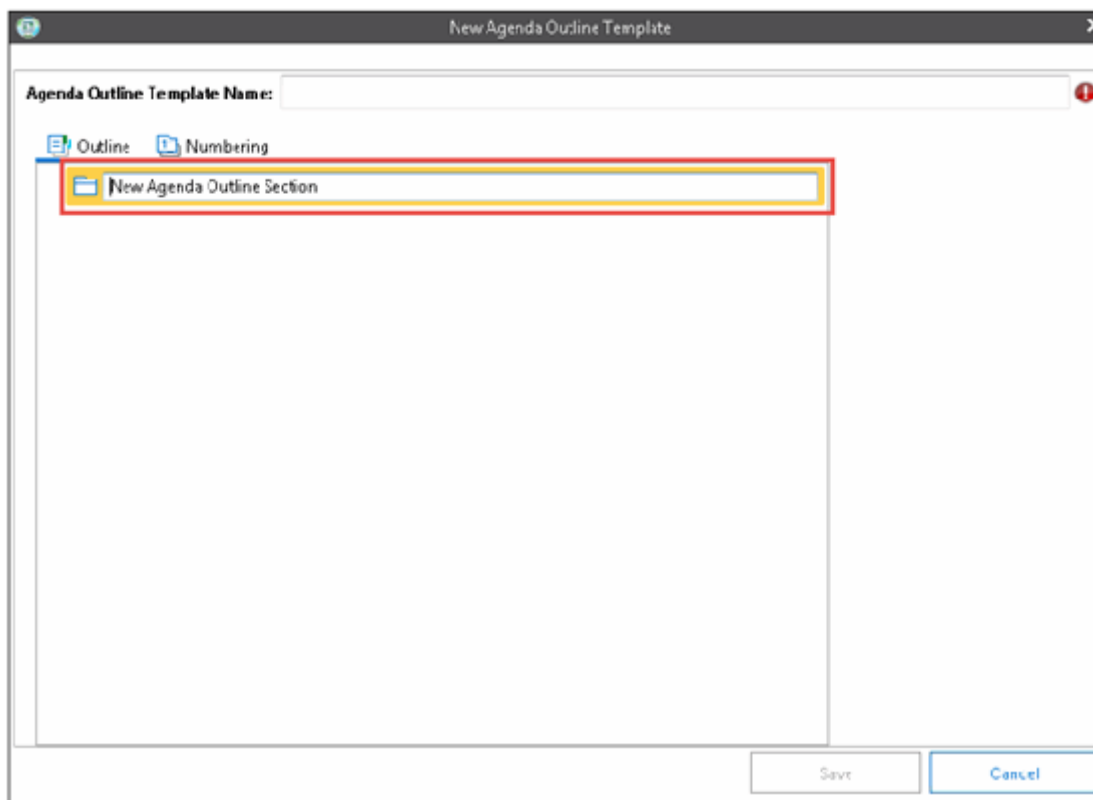 New Agenda Outline Template
Agenda Outline Template Name:
Outline Numbering
New Agenda Outline Section
Save Cancel